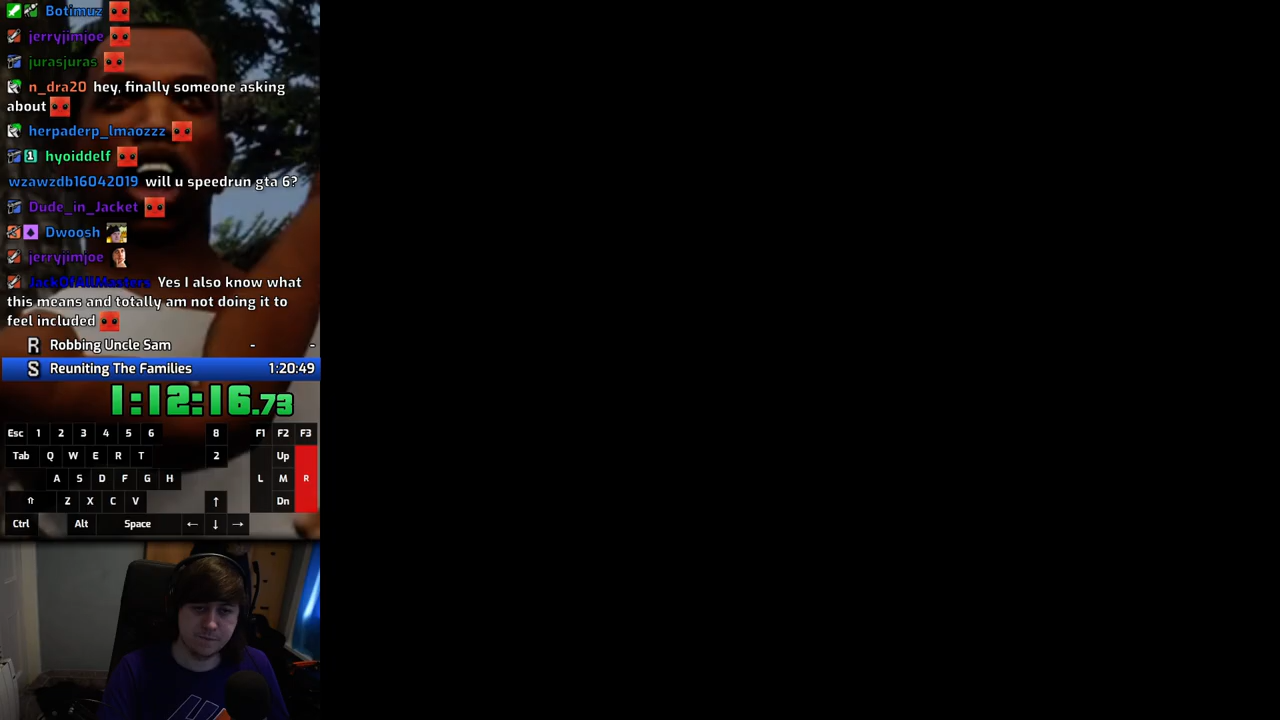 Botimuz
jerryjimjoe
jurasjuras
n_dra20 hey, finally someone asking
about
herpaderp_lmaozzz
1 hyoiddelf
wzawzdb16042019 will u speedrun gta 6?
Dude_in_Jacket
Dwoosh
jerryjimjoe
JackOfAllMasters Yes I also know what
this means and totally am not doing it to
feel included
R Robbing Uncle Sam - -
S Reuniting The Families 1:20:49
1:12:16.73
Esc 1 2 3 4 5 6 8 F1 F2 F3
Tab Q W E R T 2 Up
A S D F G H L M R
⇧ Z X C V ↑ Dn
Ctrl Alt Space ← ↓ →